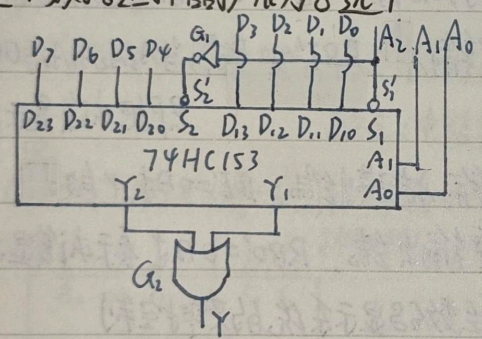 D₃ D₂ D₁ D₀ A₂ A₁ A₀
D₇ D₆ D₅ D₄ G₁
S₂' S₁'
D₂₃ D₂₂ D₂₁ D₂₀ S₂ D₁₃ D₁₂ D₁₁ D₁₀ S₁
74HC153
A₁
Y₂ Y₁ A₀
G₂
Y